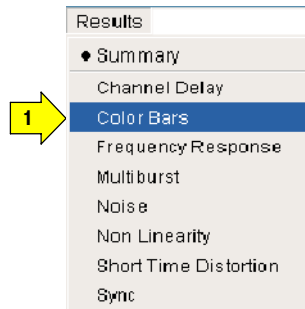 Results
● Summary
Channel Delay
1
Color Bars
Frequency Response
Multiburst
Noise
Non Linearity
Short Time Distortion
Sync